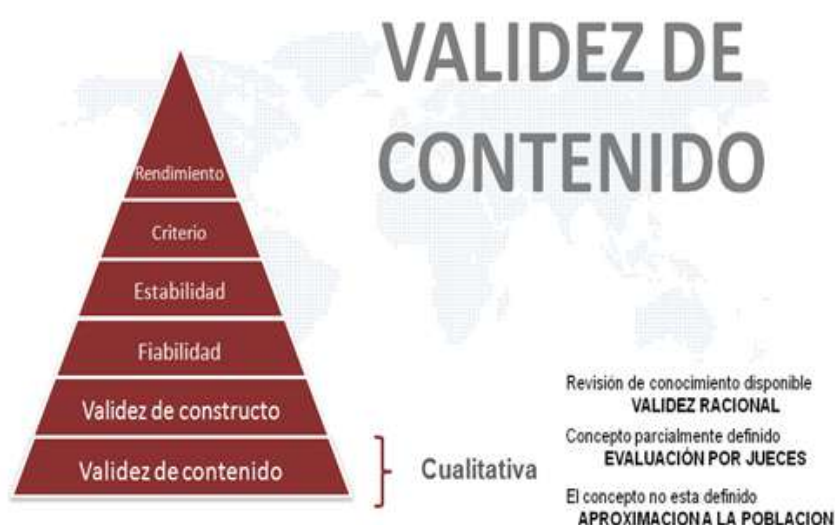 VALIDEZ DE
CONTENIDO
Rendimiento
Criterio
Estabilidad
Fiabilidad
Validez de constructo
Validez de contenido
Cualitativa
Revisión de conocimiento disponible
VALIDEZ RACIONAL
Concepto parcialmente definido
EVALUACIÓN POR JUECES
El concepto no esta definido
APROXIMACION A LA POBLACION